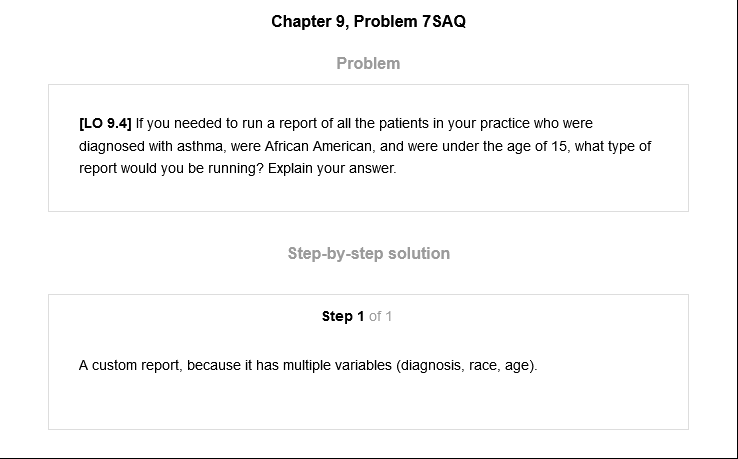 Chapter 9, Problem 7SAQ
Problem
[LO 9.4] If you needed to run a report of all the patients in your practice who were
diagnosed with asthma, were African American, and were under the age of 15, what type of
report would you be running? Explain your answer.
Step-by-step solution
Step 1 of 1
A custom report, because it has multiple variables (diagnosis, race, age).